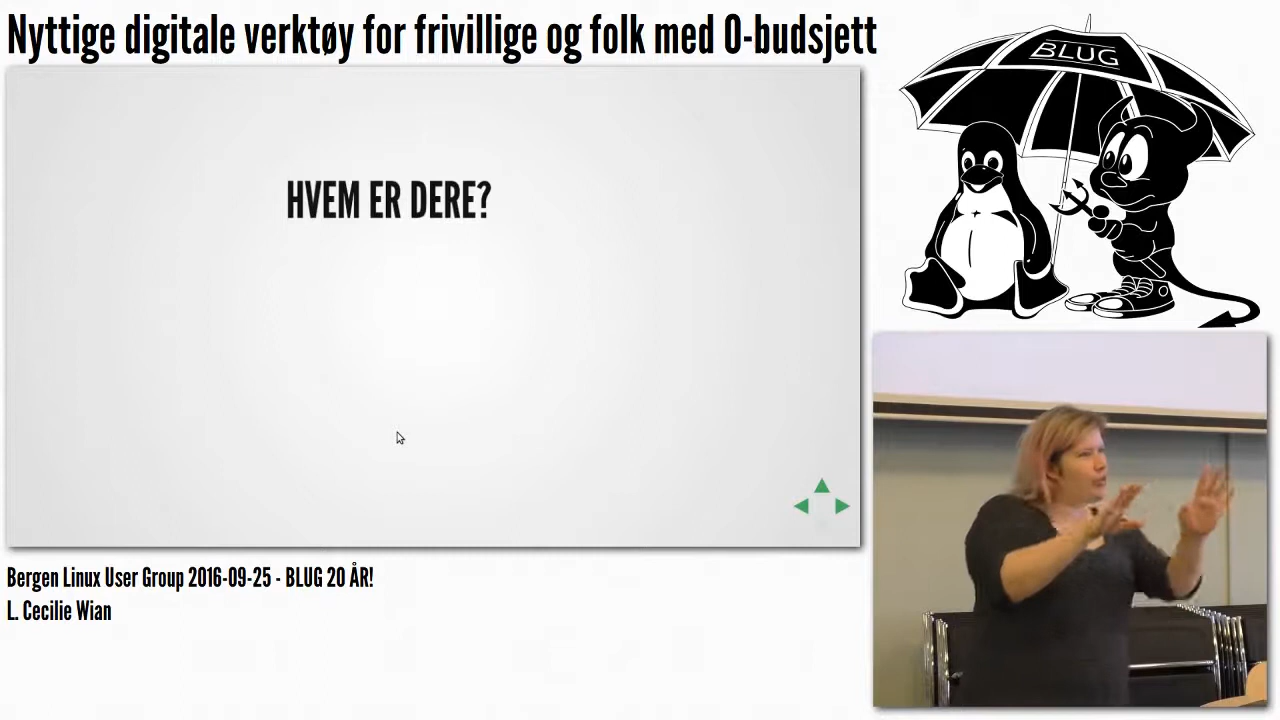 Nyttige digitale verktøy for frivillige og folk med 0-budsjett
BLUG
HVEM ER DERE?
Bergen Linux User Group 2016-09-25 - BLUG 20 ÅR!
L. Cecilie Wian